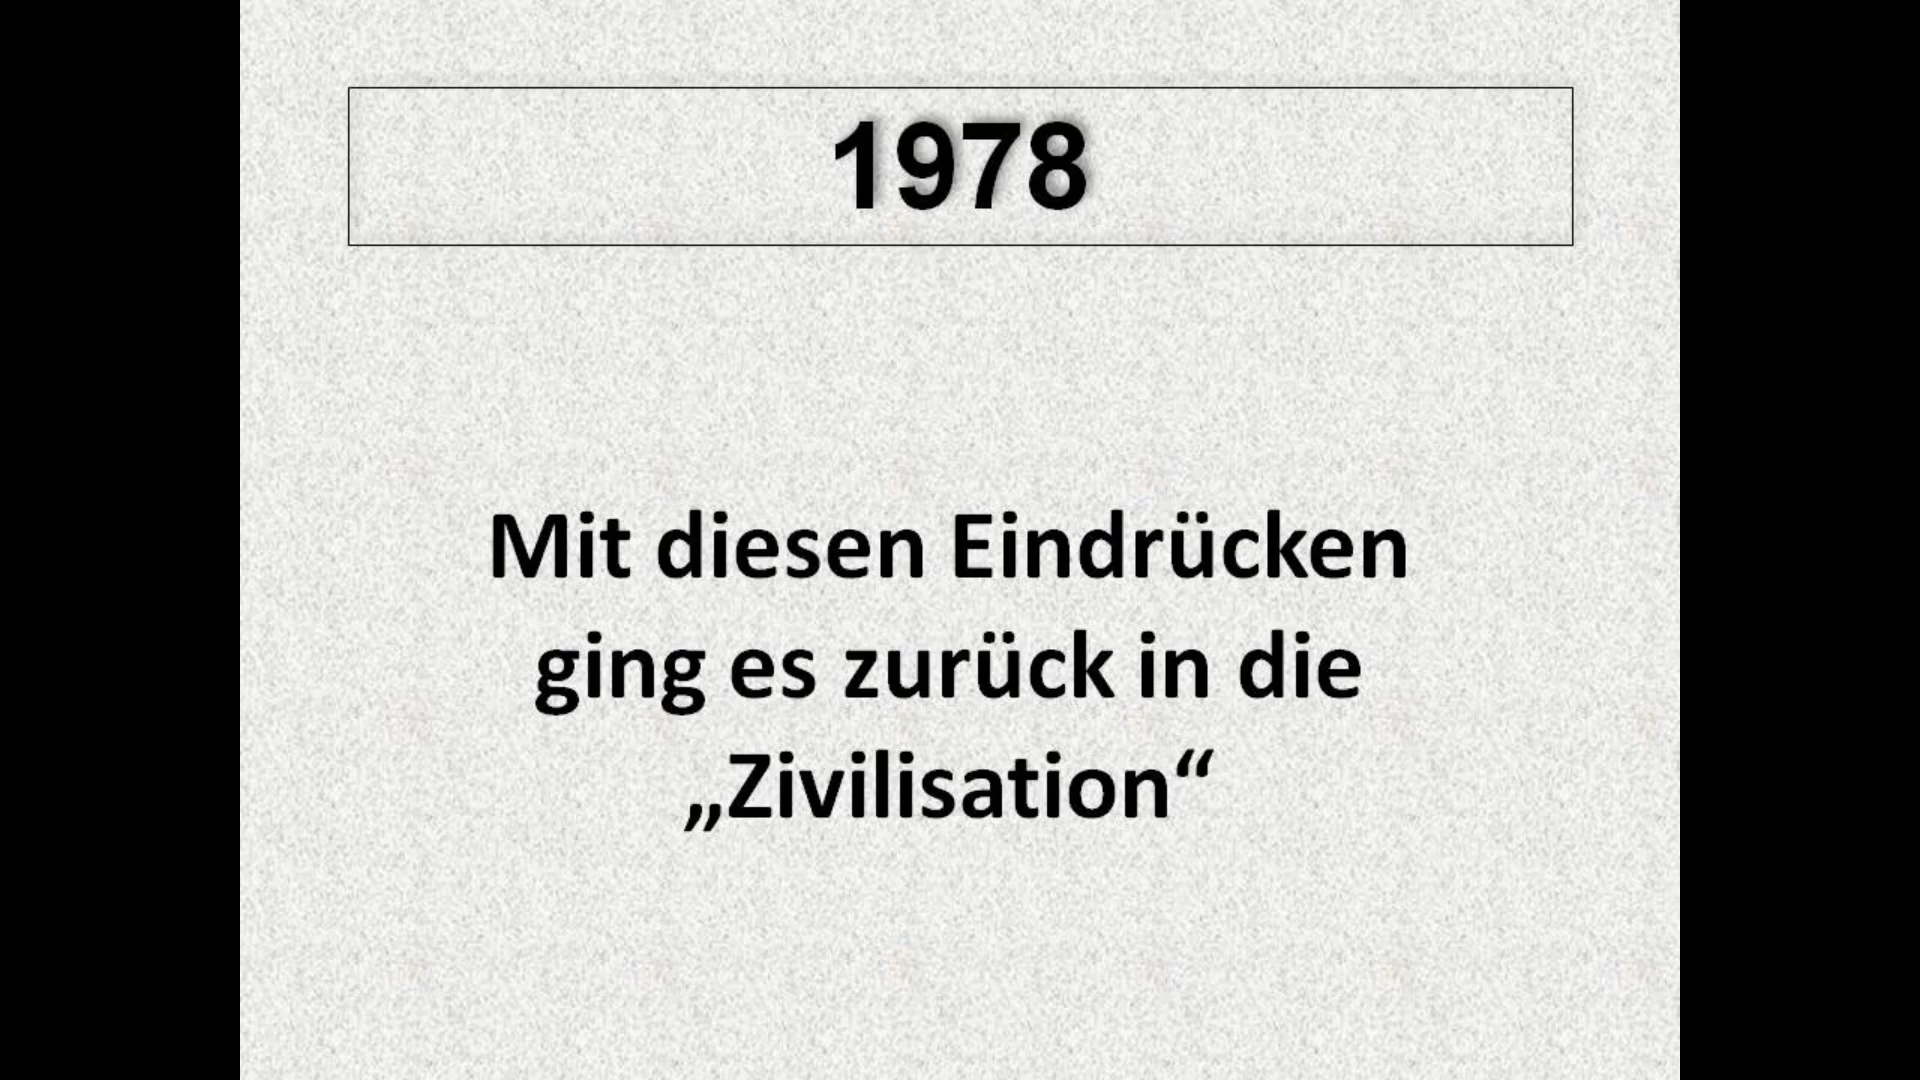 1978
Mit diesen Eindrücken
ging es zurück in die
„Zivilisation“